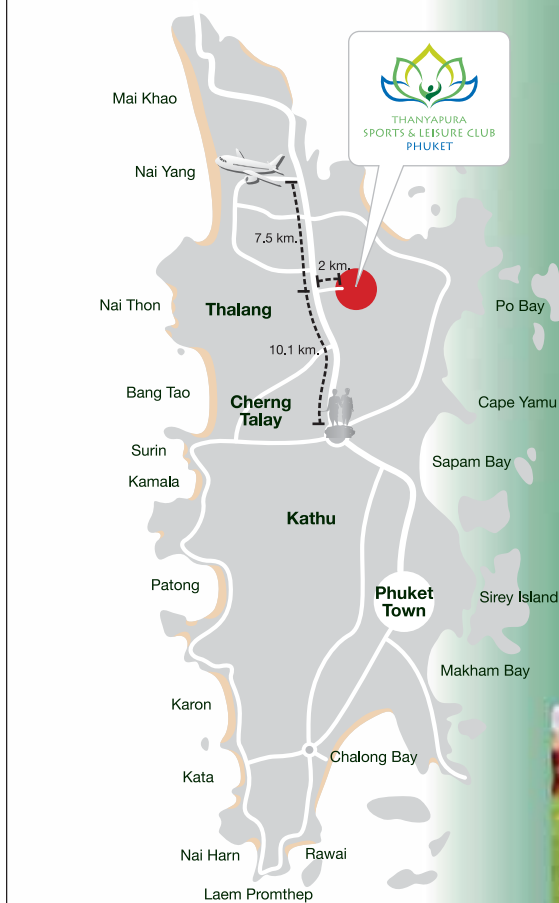 THANYAPURA
SPORTS & LEISURE CLUB
PHUKET
Mai Khao
Nai Yang
7.5 km.
2 km.
Nai Thon
Thalang
Po Bay
10.1 km.
Bang Tao
Cherng
Talay
Cape Yamu
Surin
Sapam Bay
Kamala
Kathu
Patong
Phuket
Town
Sirey Island
Makham Bay
Karon
Chalong Bay
Kata
Nai Harn
Rawai
Laem Promthep